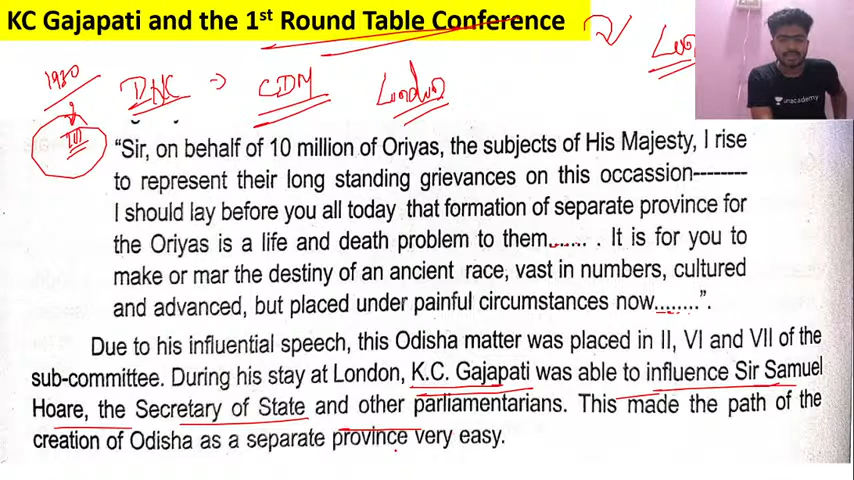 KC Gajapati and the 1st Round Table Conference
1930
CDM
London
III
unacademy
“Sir, on behalf of 10 million of Oriyas, the subjects of His Majesty, I rise
to represent their long standing grievances on this occassion--------
I should lay before you all today that formation of separate province for
the Oriyas is a life and death problem to them....... . It is for you to
make or mar the destiny of an ancient race, vast in numbers, cultured
and advanced, but placed under painful circumstances now........”.
Due to his influential speech, this Odisha matter was placed in II, VI and VII of the
sub-committee. During his stay at London, K.C. Gajapati was able to influence Sir Samuel
Hoare, the Secretary of State and other parliamentarians. This made the path of the
creation of Odisha as a separate province very easy.